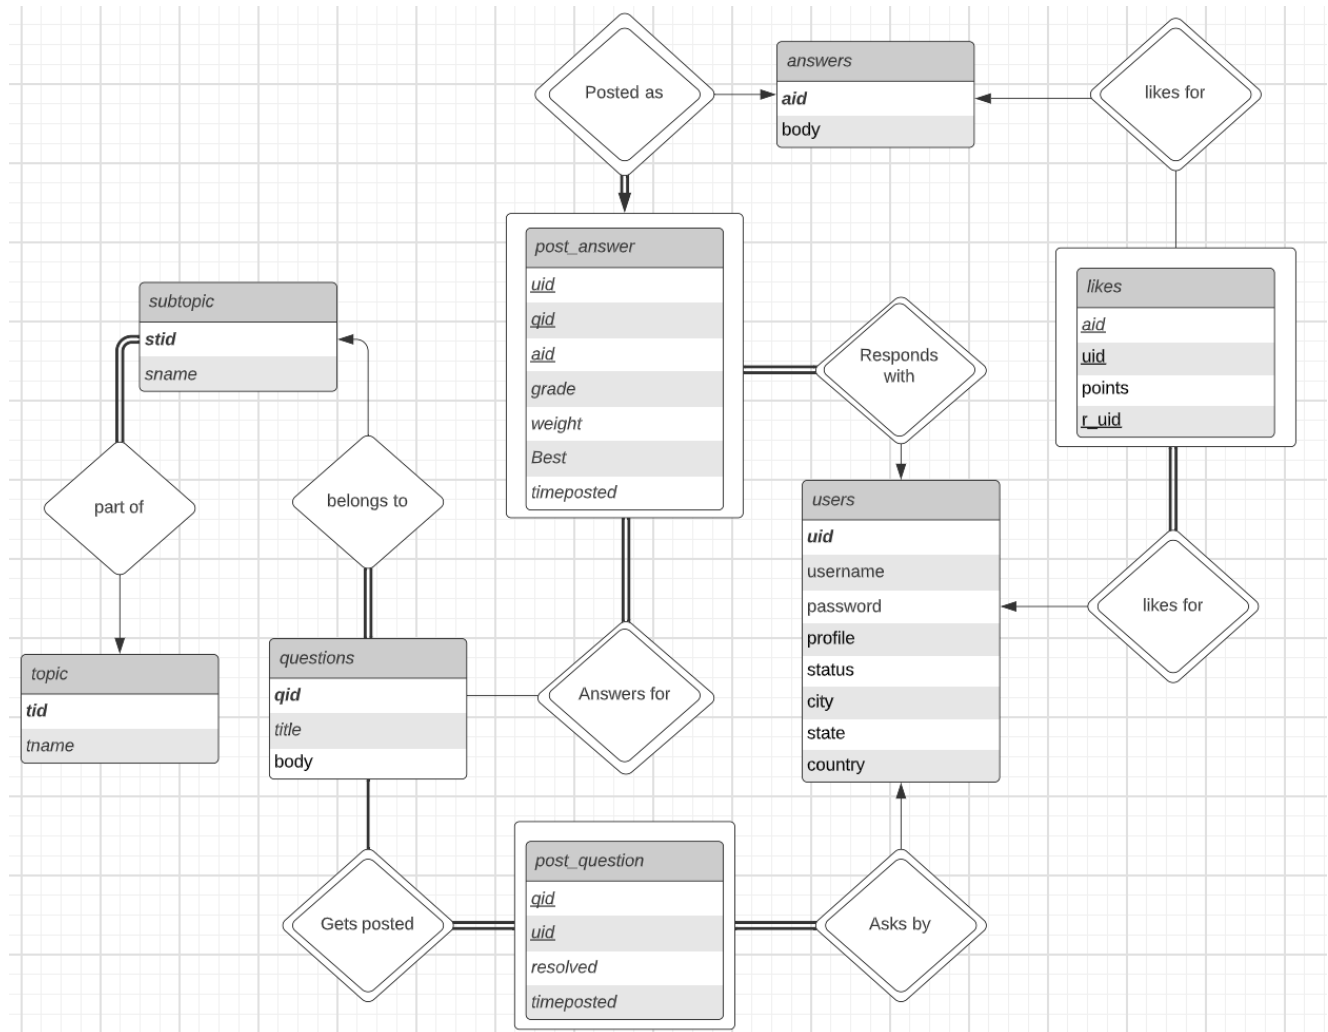 Posted as
answers
aid
body
likes for
post_answer
uid
qid
aid
grade
weight
Best
timeposted
likes
aid
uid
points
r_uid
subtopic
stid
sname
Responds
with
part of
belongs to
users
uid
username
password
profile
status
city
state
country
likes for
topic
tid
tname
questions
qid
title
body
Answers for
Gets posted
post_question
qid
uid
resolved
timeposted
Asks by